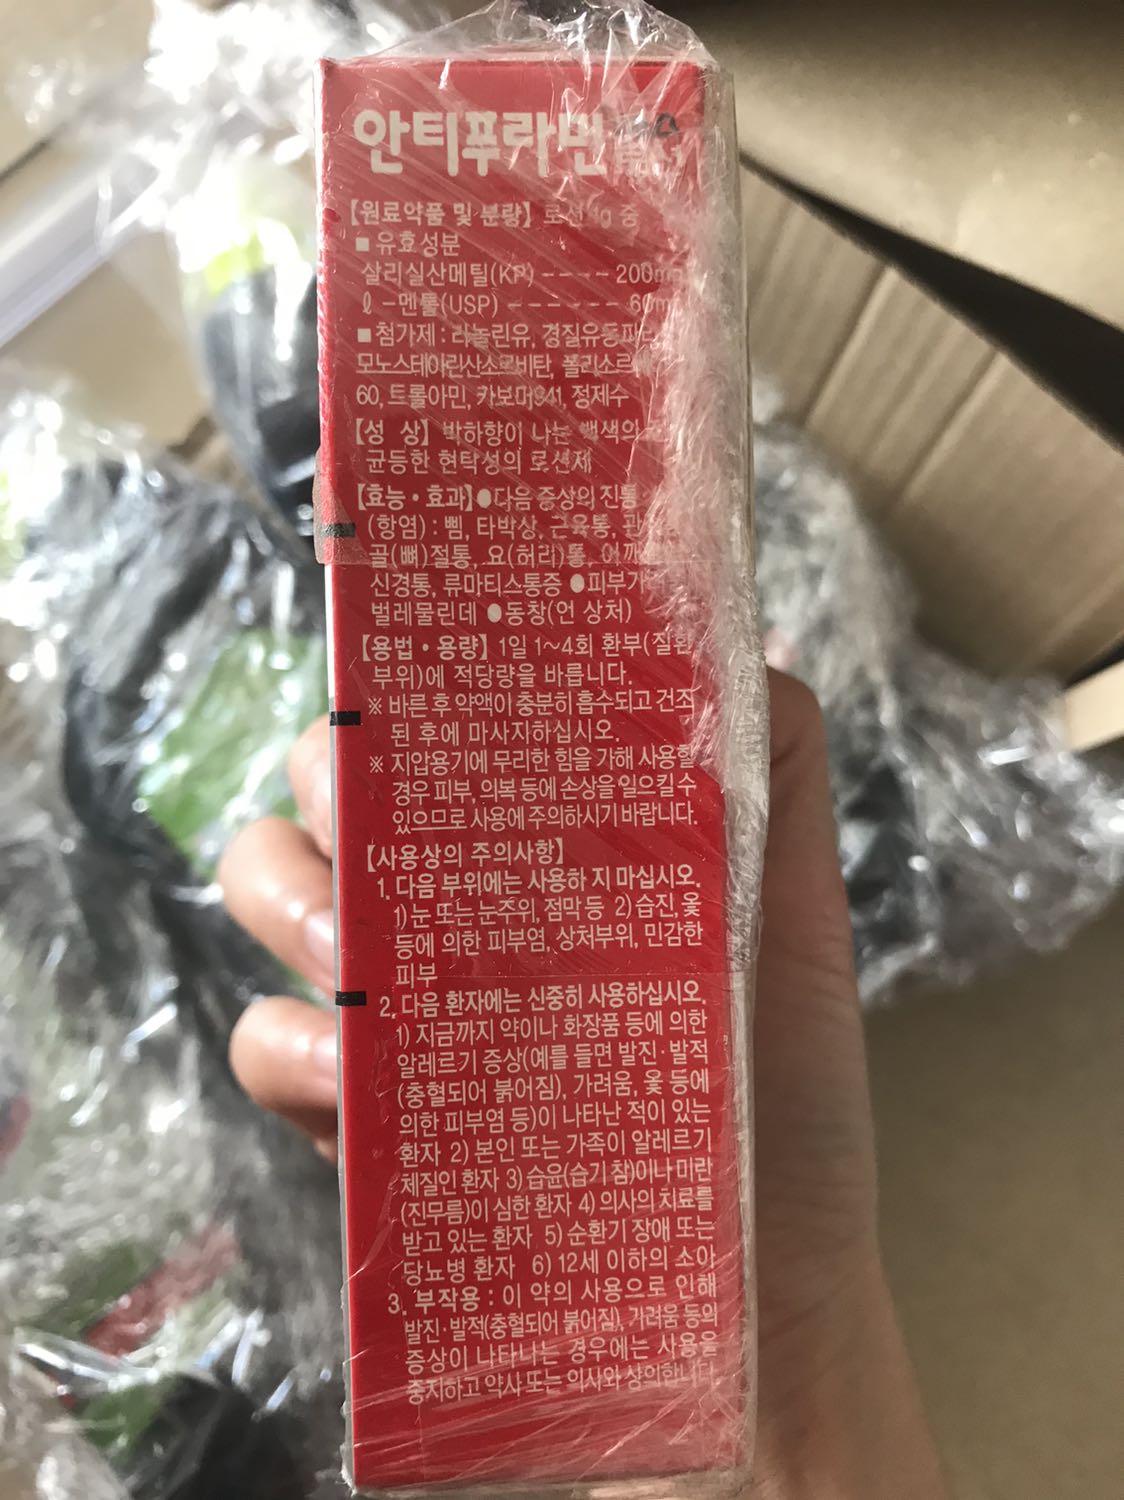 안티푸라민
【원료약품 및 분량】 로션 1g 중
■ 유효성분
살리실산메틸(KP) ---- 200mg
ℓ-멘톨(USP) ------ 60mg
■ 첨가제 : 라놀린유, 경질유동파라
모노스테아린산소르비탄, 폴리소르
60, 트롤아민, 카보머941, 정제수
【성 상】 박하향이 나는 백색의
균등한 현탁성의 로션제
【효능・효과】 ●다음 증상의 진통
(항염) : 삠, 타박상, 근육통, 관
골(뼈)절통, 요(허리)통, 어깨
신경통, 류마티스통증 ●피부가
벌레물린데 ●동창(언 상처)
【용법・용량】 1일 1~4회 환부(질환
부위)에 적당량을 바릅니다.
※ 바른 후 약액이 충분히 흡수되고 건조
된 후에 마사지하십시오.
※ 지압용기에 무리한 힘을 가해 사용할
경우 피부, 의복 등에 손상을 일으킬 수
있으므로 사용에 주의하시기 바랍니다.
【사용상의 주의사항】
1. 다음 부위에는 사용하 지 마십시오.
1) 눈 또는 눈주위, 점막 등 2) 습진, 옻
등에 의한 피부염, 상처부위, 민감한
피부
2. 다음 환자에는 신중히 사용하십시오.
1) 지금까지 약이나 화장품 등에 의한
알레르기 증상(예를 들면 발진·발적
(충혈되어 붉어짐), 가려움, 옻 등에
의한 피부염 등)이 나타난 적이 있는
환자 2) 본인 또는 가족이 알레르기
체질인 환자 3) 습윤(습기 참)이나 미란
(진무름)이 심한 환자 4) 의사의 치료를
받고 있는 환자 5) 순환기 장애 또는
당뇨병 환자 6) 12세 이하의 소아
3. 부작용 : 이 약의 사용으로 인해
발진·발적(충혈되어 붉어짐), 가려움 등의
증상이 나타나는 경우에는 사용을
중지하고 약사 또는 의사와 상의합니다.